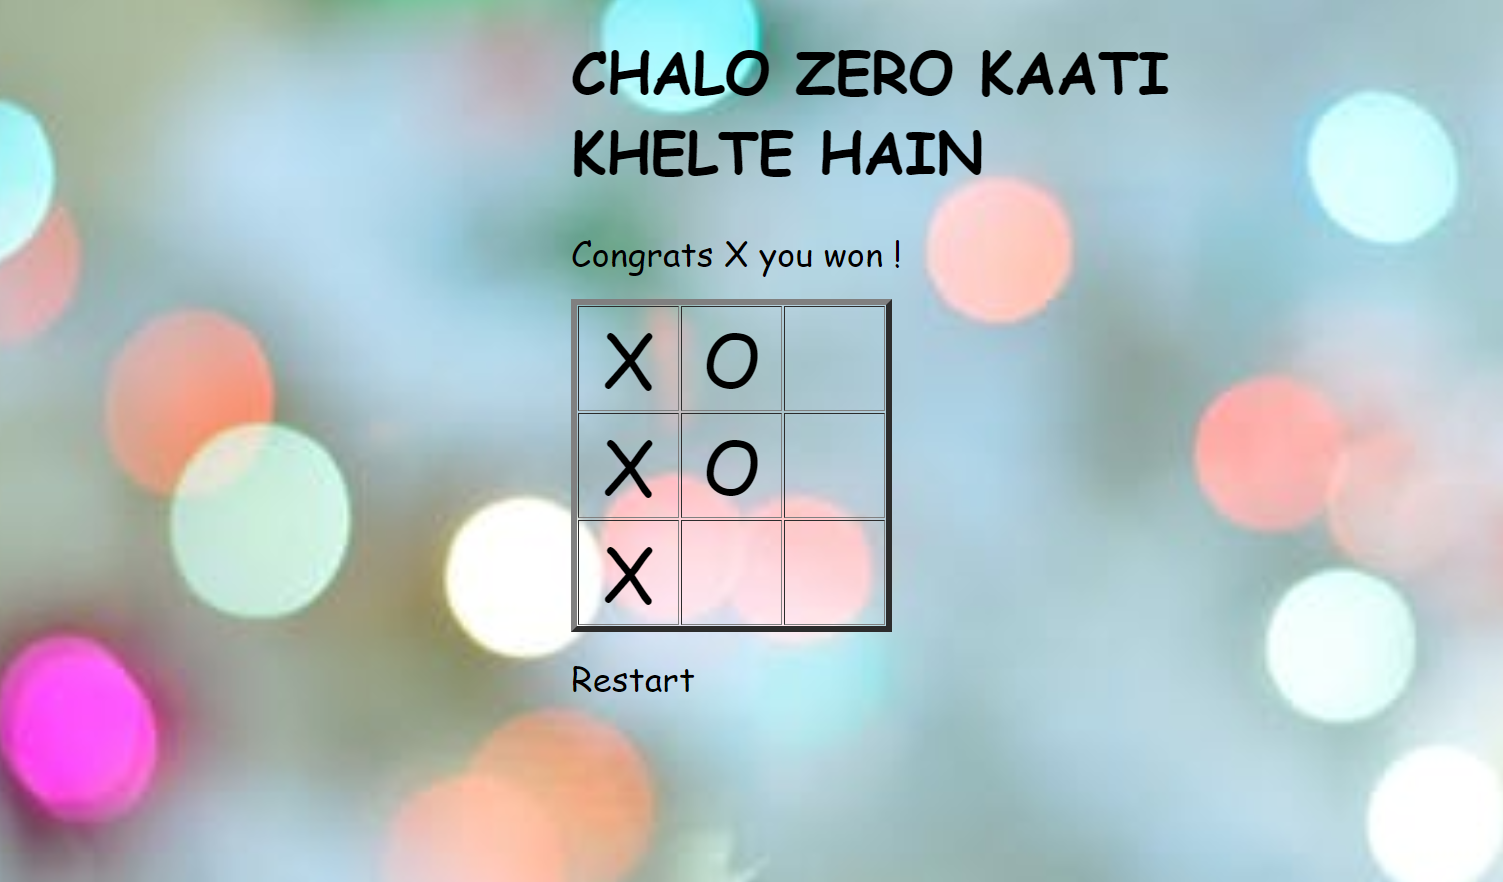 CHALO ZERO KAATI
KHELTE HAIN
Congrats X you won !
X O
X O
X
Restart